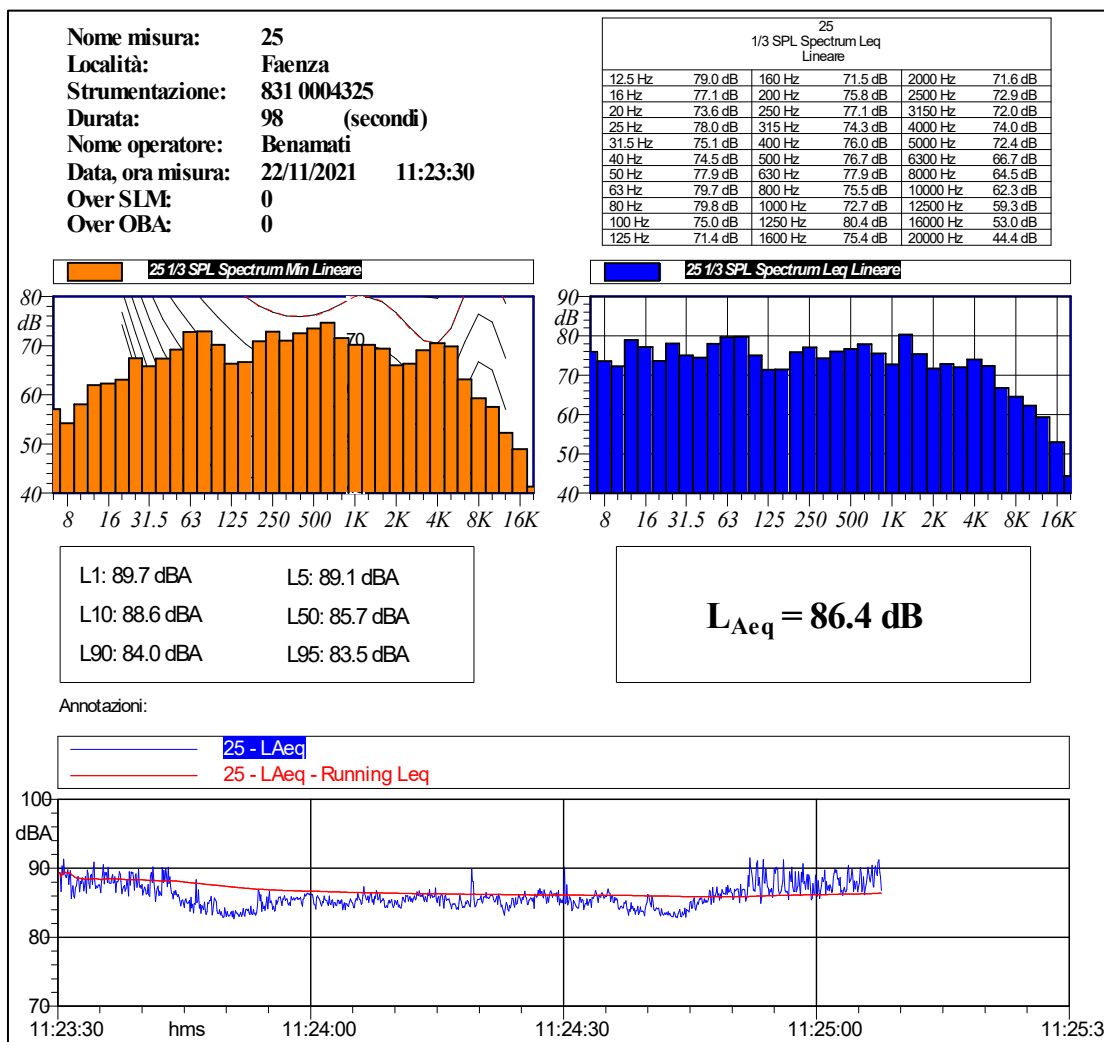 Nome misura: 25
Località: Faenza
Strumentazione: 831 0004325
Durata: 98 (secondi)
Nome operatore: Benamati
Data, ora misura: 22/11/2021 11:23:30
Over SLM: 0
Over OBA: 0
25
1/3 SPL Spectrum Leq
Lineare
12.5 Hz 79.0 dB 160 Hz 71.5 dB 2000 Hz 71.6 dB
16 Hz 77.1 dB 200 Hz 75.8 dB 2500 Hz 72.9 dB
20 Hz 73.6 dB 250 Hz 77.1 dB 3150 Hz 72.0 dB
25 Hz 78.0 dB 315 Hz 74.3 dB 4000 Hz 74.0 dB
31.5 Hz 75.1 dB 400 Hz 76.0 dB 5000 Hz 72.4 dB
40 Hz 74.5 dB 500 Hz 76.7 dB 6300 Hz 66.7 dB
50 Hz 77.9 dB 630 Hz 77.9 dB 8000 Hz 64.5 dB
63 Hz 79.7 dB 800 Hz 75.5 dB 10000 Hz 62.3 dB
80 Hz 79.8 dB 1000 Hz 72.7 dB 12500 Hz 59.3 dB
100 Hz 75.0 dB 1250 Hz 80.4 dB 16000 Hz 53.0 dB
125 Hz 71.4 dB 1600 Hz 75.4 dB 20000 Hz 44.4 dB
25 1/3 SPL Spectrum Min Lineare
80
dB
70
70
60
50
40
8 16 31.5 63 125 250 500 1K 2K 4K 8K 16K
25 1/3 SPL Spectrum Leq Lineare
90
dB
80
70
60
50
40
8 16 31.5 63 125 250 500 1K 2K 4K 8K 16K
L1: 89.7 dBA L5: 89.1 dBA
L10: 88.6 dBA L50: 85.7 dBA
L90: 84.0 dBA L95: 83.5 dBA
LAeq = 86.4 dB
Annotazioni:
25 - LAeq
25 - LAeq - Running Leq
100
dBA
90
80
70
11:23:30 hms 11:24:00 11:24:30 11:25:00 11:25:3